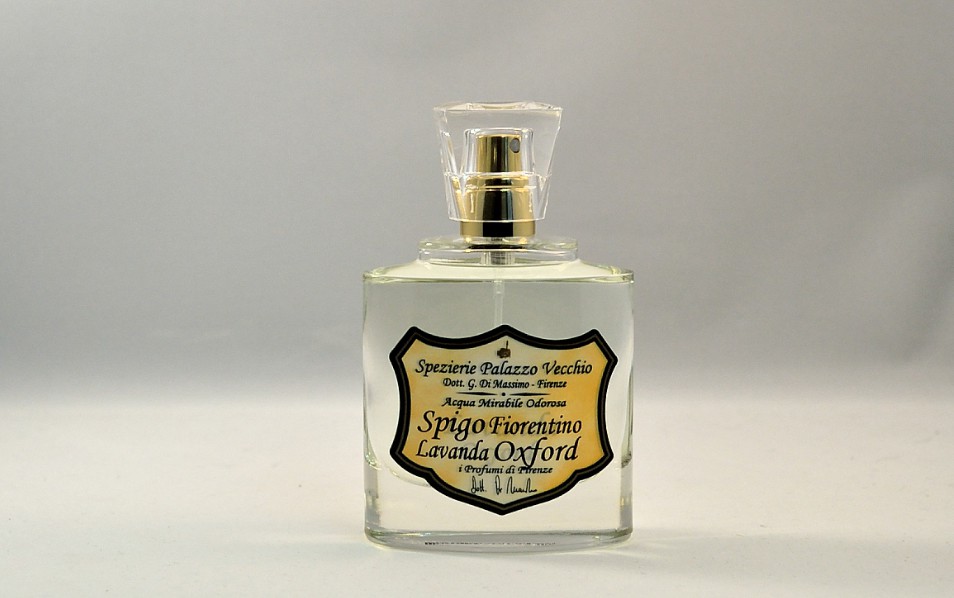 Spezierie Palazzo Vecchio
Dott. G. Di Massimo - Firenze
Acqua Mirabile Odorosa
Spigo Fiorentino
Lavanda Oxford
i Profumi di Firenze